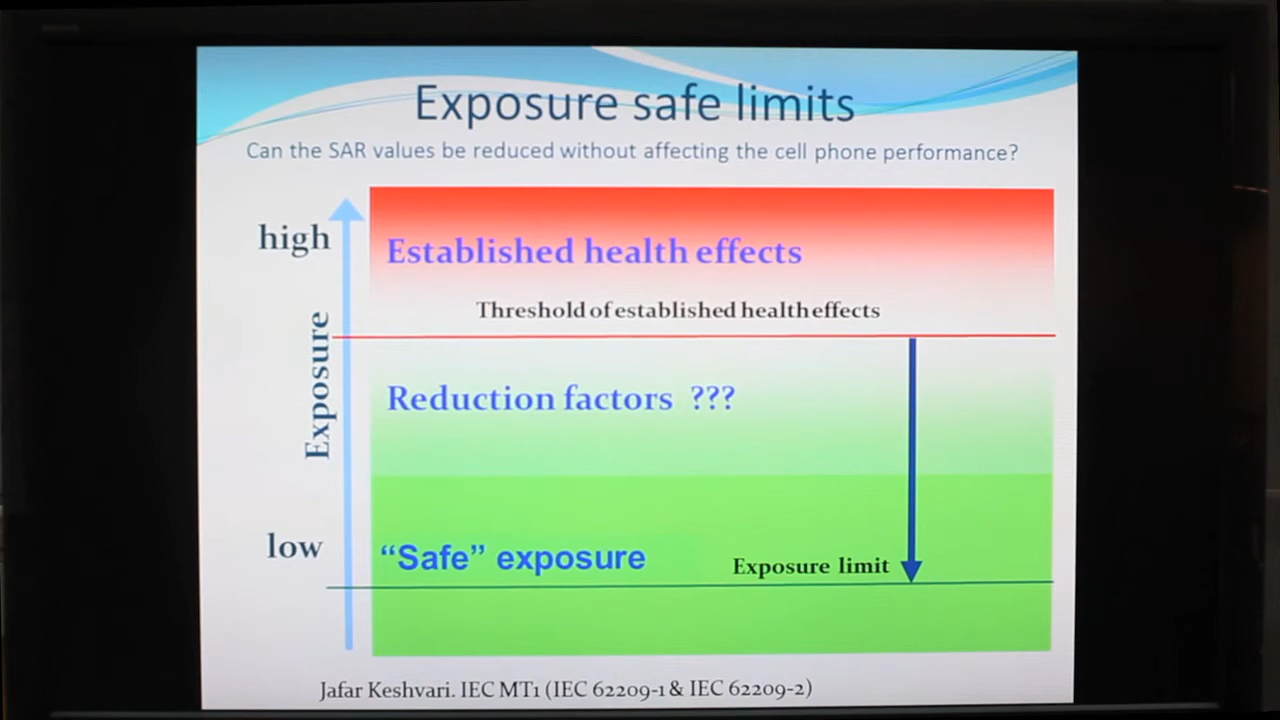 Exposure safe limits
Can the SAR values be reduced without affecting the cell phone performance?
high
Established health effects
Threshold of established health effects
Exposure
Reduction factors ???
low
“Safe” exposure
Exposure limit
Jafar Keshvari. IEC MT1 (IEC 62209-1 & IEC 62209-2)